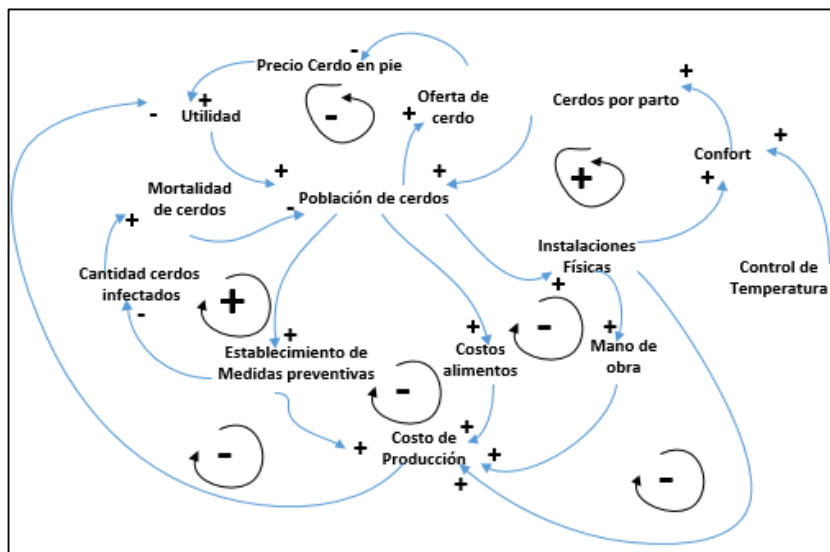 Precio Cerdo en pie
-
+
-
Utilidad
-
Oferta de
cerdo
+
Cerdos por parto
+
Confort
+
+
+
Mortalidad
de cerdos
+
-
+
Población de cerdos
+
Instalaciones
Físicas
+
Control de
Temperatura
Cantidad cerdos
infectados
-
+
+
Establecimiento de
Medidas preventivas
+
Costos
alimentos
-
+
Mano de
obra
-
-
+
Costo de
Producción
+
+
+
-